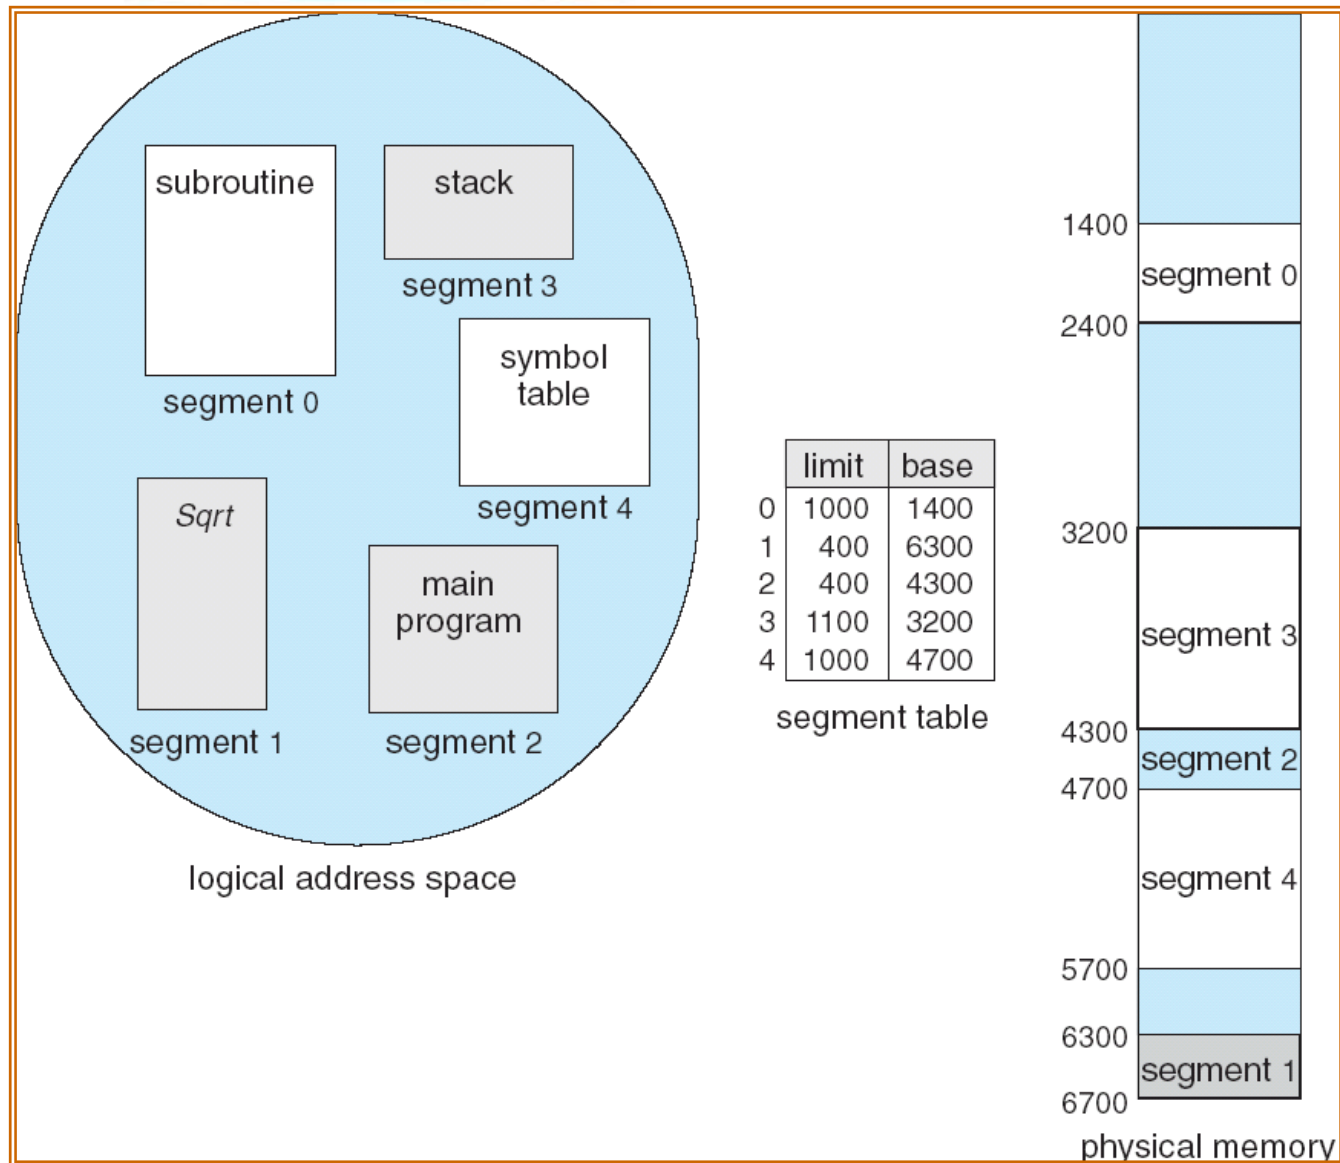 subroutine
segment 0
stack
segment 3
symbol
table
segment 4
Sqrt
segment 1
main
program
segment 2
logical address space
limit base
0 1000 1400
1 400 6300
2 400 4300
3 1100 3200
4 1000 4700
segment table
1400
segment 0
2400
3200
segment 3
4300
segment 2
4700
segment 4
5700
6300
segment 1
6700
physical memory